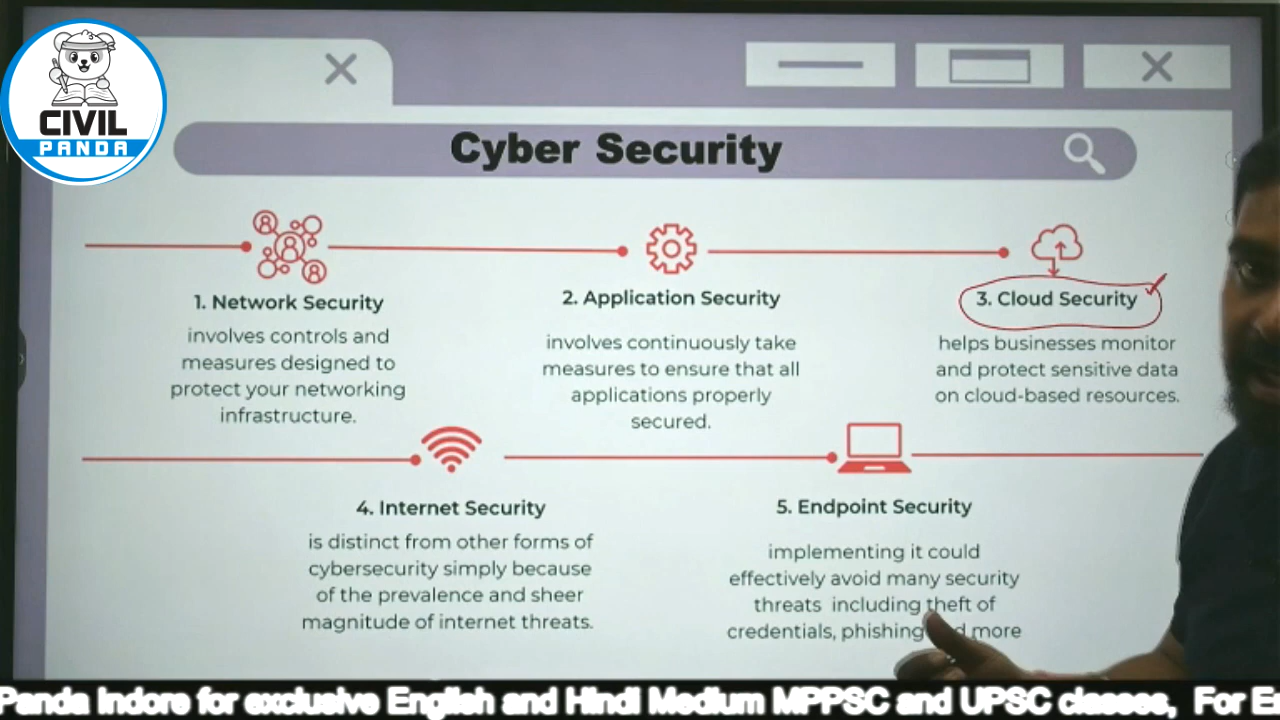 CIVIL
PANDA
Cyber Security
1. Network Security
involves controls and
measures designed to
protect your networking
infrastructure.
2. Application Security
involves continuously take
measures to ensure that all
applications properly
secured.
3. Cloud Security
helps businesses monitor
and protect sensitive data
on cloud-based resources.
4. Internet Security
is distinct from other forms of
cybersecurity simply because
of the prevalence and sheer
magnitude of internet threats.
5. Endpoint Security
implementing it could
effectively avoid many security
threats including theft of
credentials, phishing more
Panda Indore for exclusive English and Hindi Medium MPPSC and UPSC classes, For